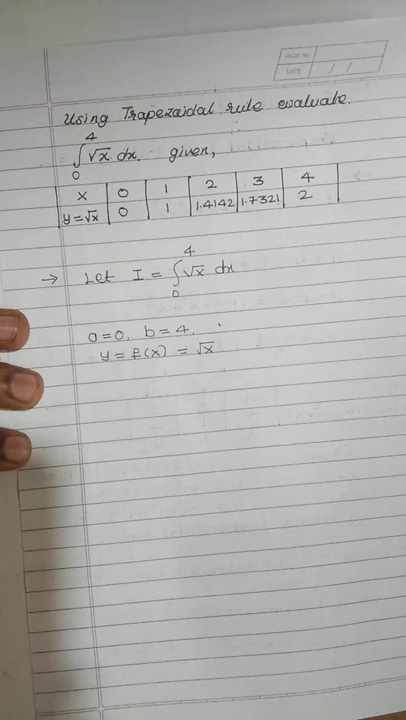 PAGE No.
DATE / /
Using Trapezoidal rule evaluate.
4
∫√x dx. given,
0
x 0 1 2 3 4
y=√x 0 1 1.4142 1.7321 2
→ Let I = ∫√x dx
4
0
a=0, b=4,
y = f(x) = √x